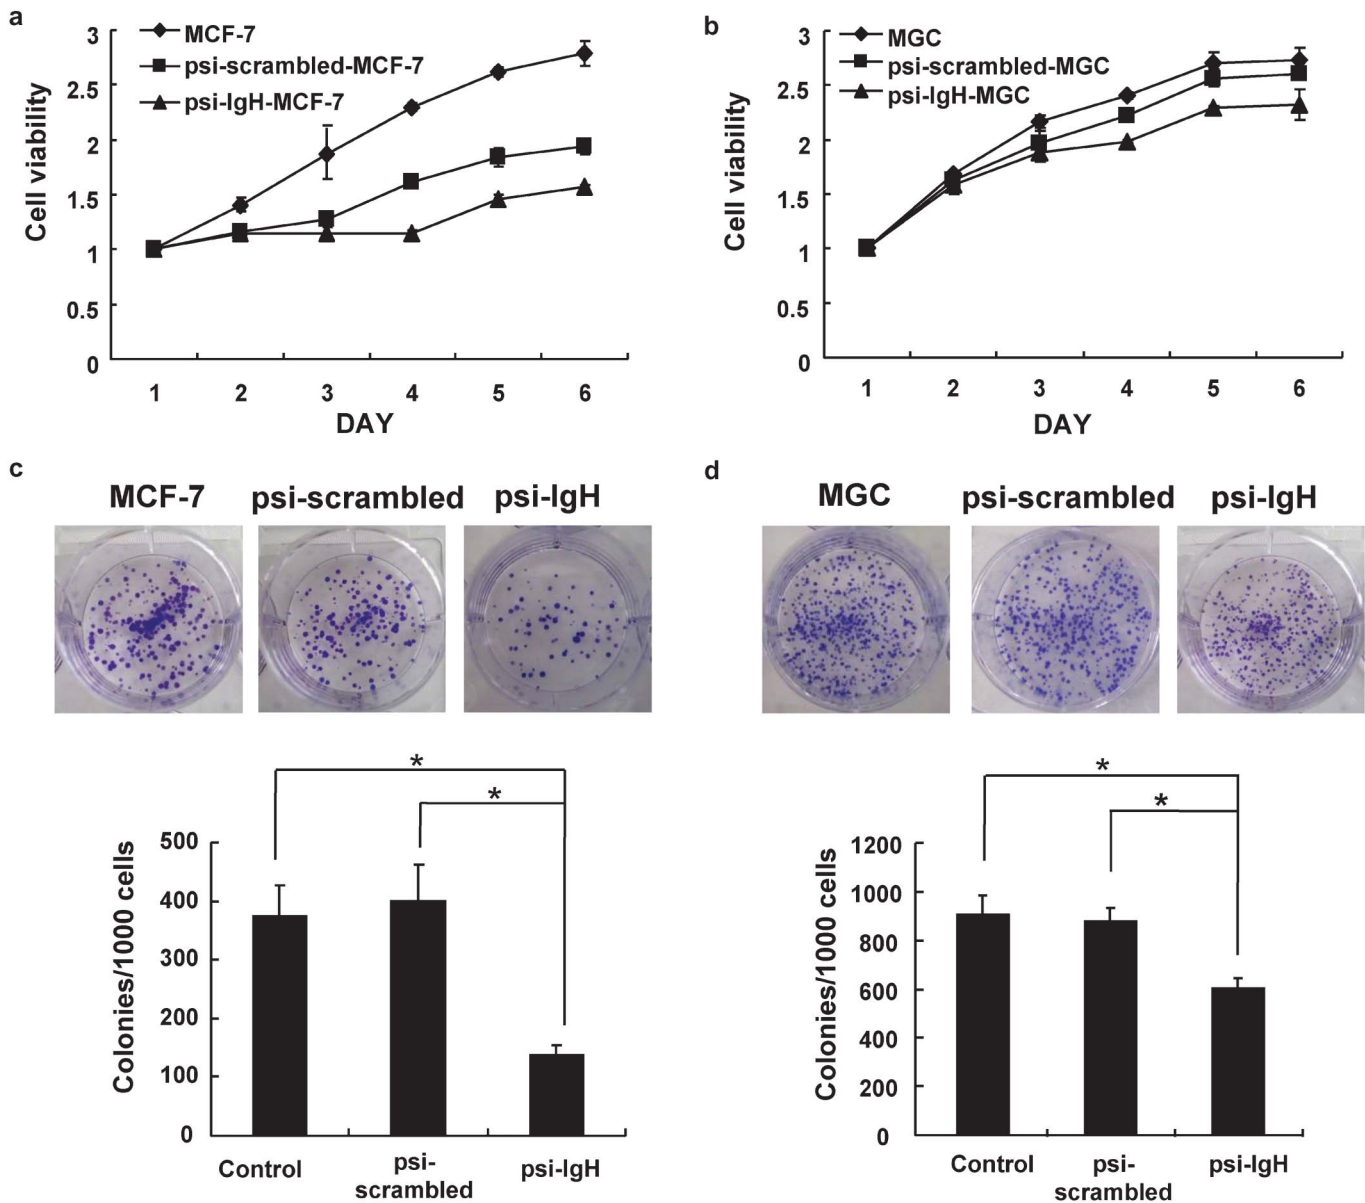 a
MCF-7
psi-scrambled-MCF-7
psi-IgH-MCF-7
Cell viability
3
2.5
2
1.5
1
0.5
0
1 2 3 4 5 6
DAY
b
MGC
psi-scrambled-MGC
psi-IgH-MGC
Cell viability
3
2.5
2
1.5
1
0.5
0
1 2 3 4 5 6
DAY
c
MCF-7 psi-scrambled psi-IgH
*
*
Colonies/1000 cells
500
400
300
200
100
0
Control psi- psi-IgH
scrambled
d
MGC psi-scrambled psi-IgH
*
*
Colonies/1000 cells
1200
1000
800
600
400
200
0
Control psi- psi-IgH
scrambled